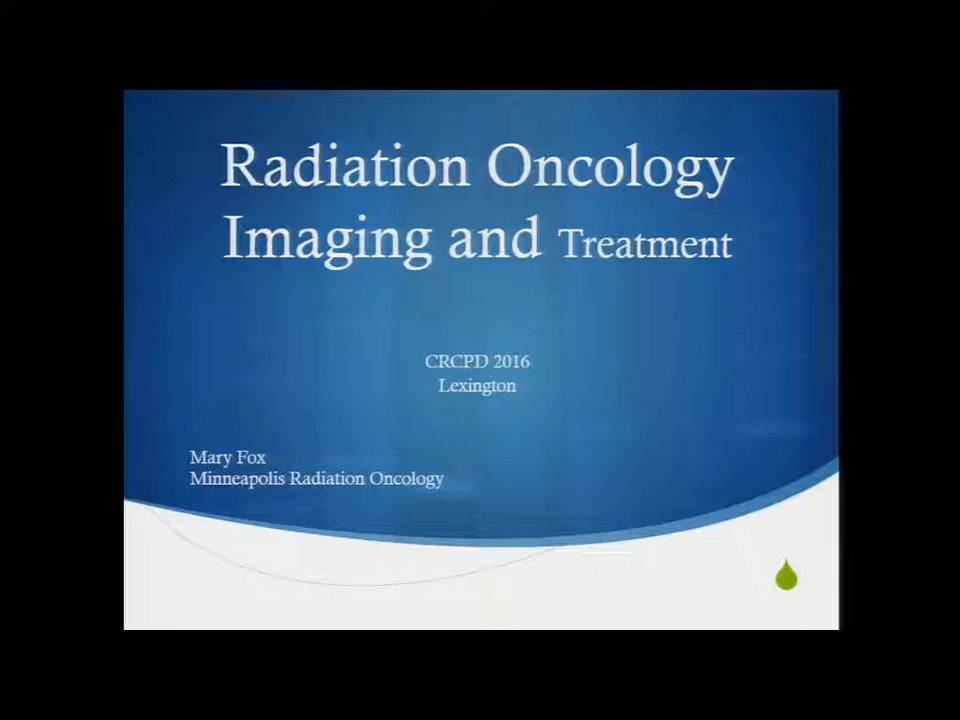 Radiation Oncology
Imaging and Treatment
CRCPD 2016
Lexington
Mary Fox
Minneapolis Radiation Oncology